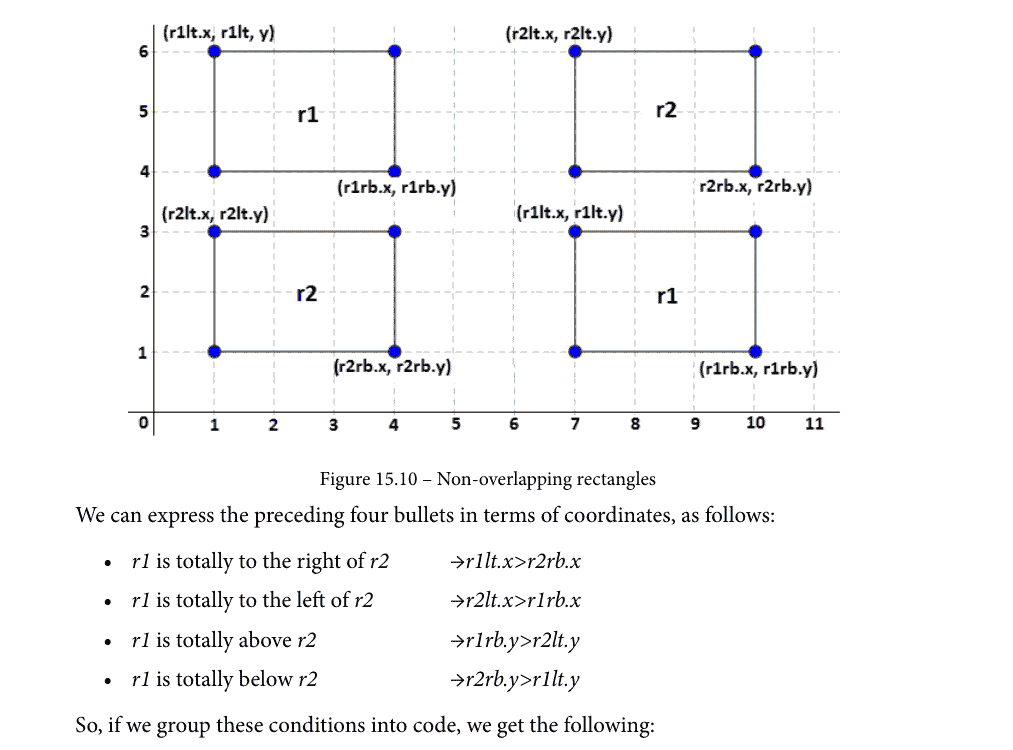 (r1lt.x, r1lt, y)
(r2lt.x, r2lt.y)
6
5
r1
r2
4
(r1rb.x, r1rb.y)
r2rb.x, r2rb.y)
(r2lt.x, r2lt.y)
(r1lt.x, r1lt.y)
3
2
r2
r1
1
(r2rb.x, r2rb.y)
(r1rb.x, r1rb.y)
0 1 2 3 4 5 6 7 8 9 10 11
Figure 15.10 – Non-overlapping rectangles
We can express the preceding four bullets in terms of coordinates, as follows:
• r1 is totally to the right of r2 →r1lt.x>r2rb.x
• r1 is totally to the left of r2 →r2lt.x>r1rb.x
• r1 is totally above r2 →r1rb.y>r2lt.y
• r1 is totally below r2 →r2rb.y>r1lt.y
So, if we group these conditions into code, we get the following: